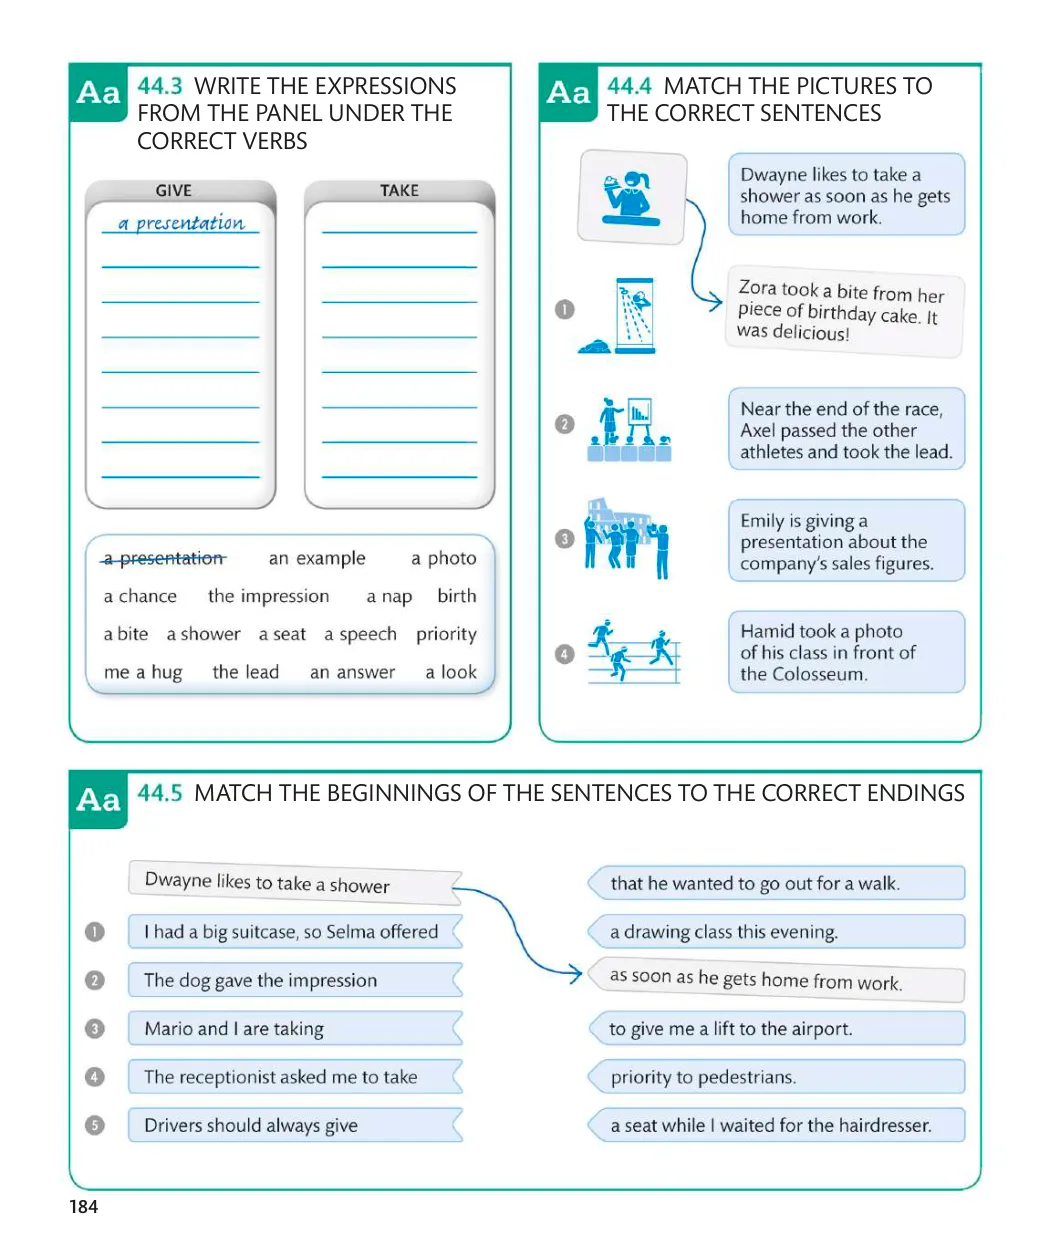 Aa 44.3 WRITE THE EXPRESSIONS
FROM THE PANEL UNDER THE
CORRECT VERBS
GIVE
a presentation
TAKE
a presentation an example a photo
a chance the impression a nap birth
a bite a shower a seat a speech priority
me a hug the lead an answer a look
Aa 44.4 MATCH THE PICTURES TO
THE CORRECT SENTENCES
Dwayne likes to take a
shower as soon as he gets
home from work.
1
Zora took a bite from her
piece of birthday cake. It
was delicious!
2
Near the end of the race,
Axel passed the other
athletes and took the lead.
3
Emily is giving a
presentation about the
company's sales figures.
4
Hamid took a photo
of his class in front of
the Colosseum.
Aa 44.5 MATCH THE BEGINNINGS OF THE SENTENCES TO THE CORRECT ENDINGS
Dwayne likes to take a shower
that he wanted to go out for a walk.
1 I had a big suitcase, so Selma offered
a drawing class this evening.
2 The dog gave the impression
as soon as he gets home from work.
3 Mario and I are taking
to give me a lift to the airport.
4 The receptionist asked me to take
priority to pedestrians.
5 Drivers should always give
a seat while I waited for the hairdresser.
184